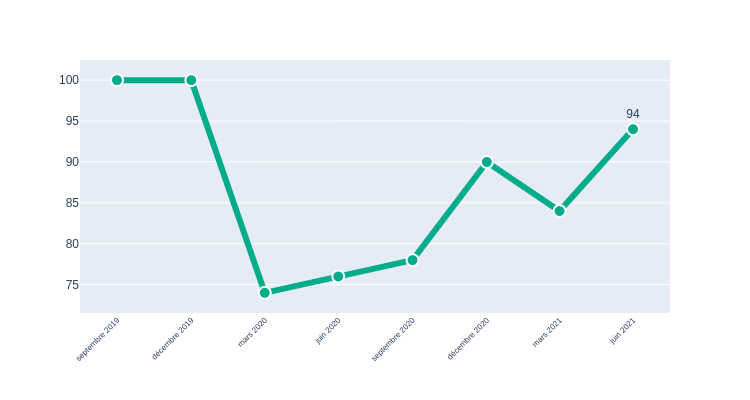 100
95
90
85
80
75
94
septembre 2019
décembre 2019
mars 2020
juin 2020
septembre 2020
décembre 2020
mars 2021
juin 2021